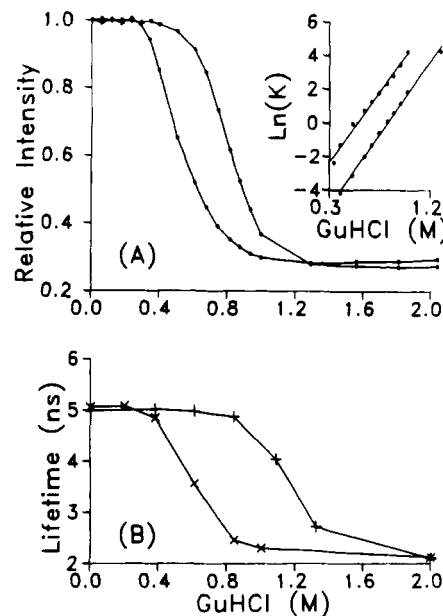 1.0
0.8
0.6
0.4
0.2
Relative Intensity
(A)
0.0 0.4 0.8 1.2 1.6 2.0
6
4
2
0
-2
-4
Ln(K)
0.3 1.2
GuHCl (M)
6
5
4
3
2
Lifetime (ns)
(B)
0.0 0.4 0.8 1.2 1.6 2.0
GuHCl (M)